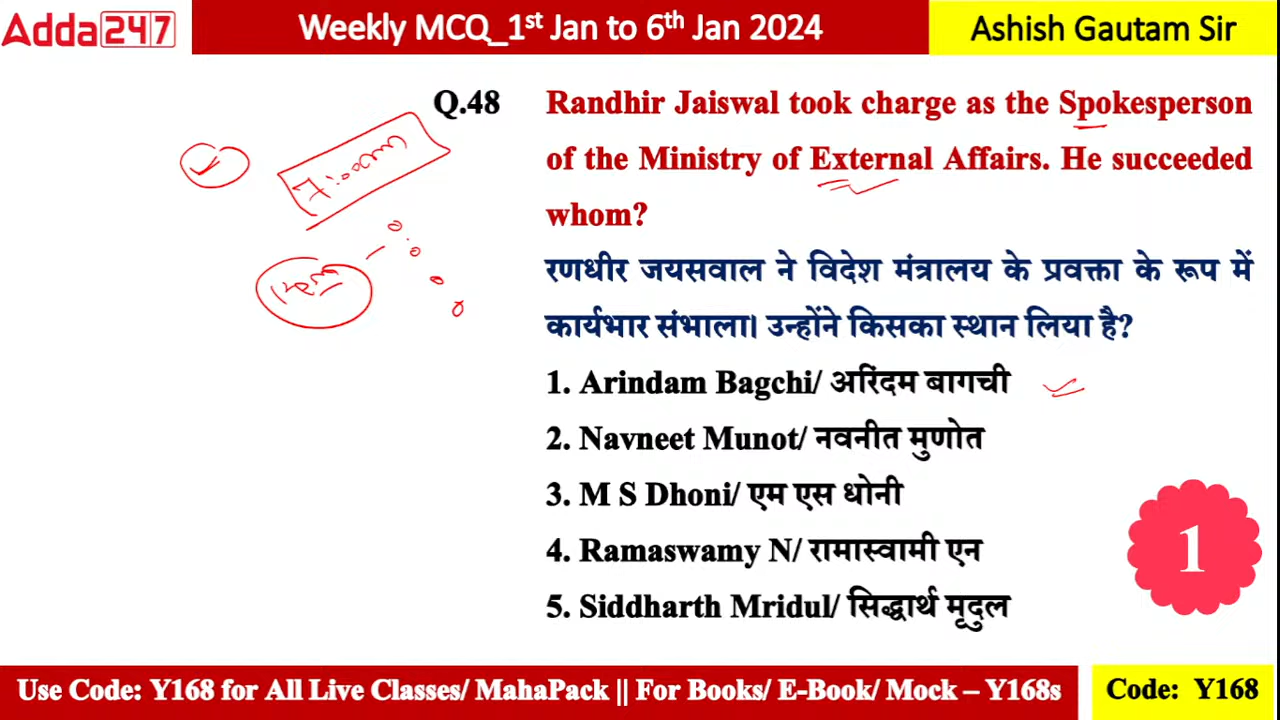 Adda247
Weekly MCQ_1st Jan to 6th Jan 2024
Ashish Gautam Sir
Q.48
Randhir Jaiswal took charge as the Spokesperson
of the Ministry of External Affairs. He succeeded
whom?
रणधीर जयसवाल ने विदेश मंत्रालय के प्रवक्ता के रूप में
कार्यभार संभाला। उन्होंने किसका स्थान लिया है?
1. Arindam Bagchi/ अरिंदम बागची
2. Navneet Munot/ नवनीत मुणोत
3. M S Dhoni/ एम एस धोनी
4. Ramaswamy N/ रामास्वामी एन
5. Siddharth Mridul/ सिद्धार्थ मृदुल
7:00am
1
Use Code: Y168 for All Live Classes/ MahaPack || For Books/ E-Book/ Mock – Y168s
Code: Y168